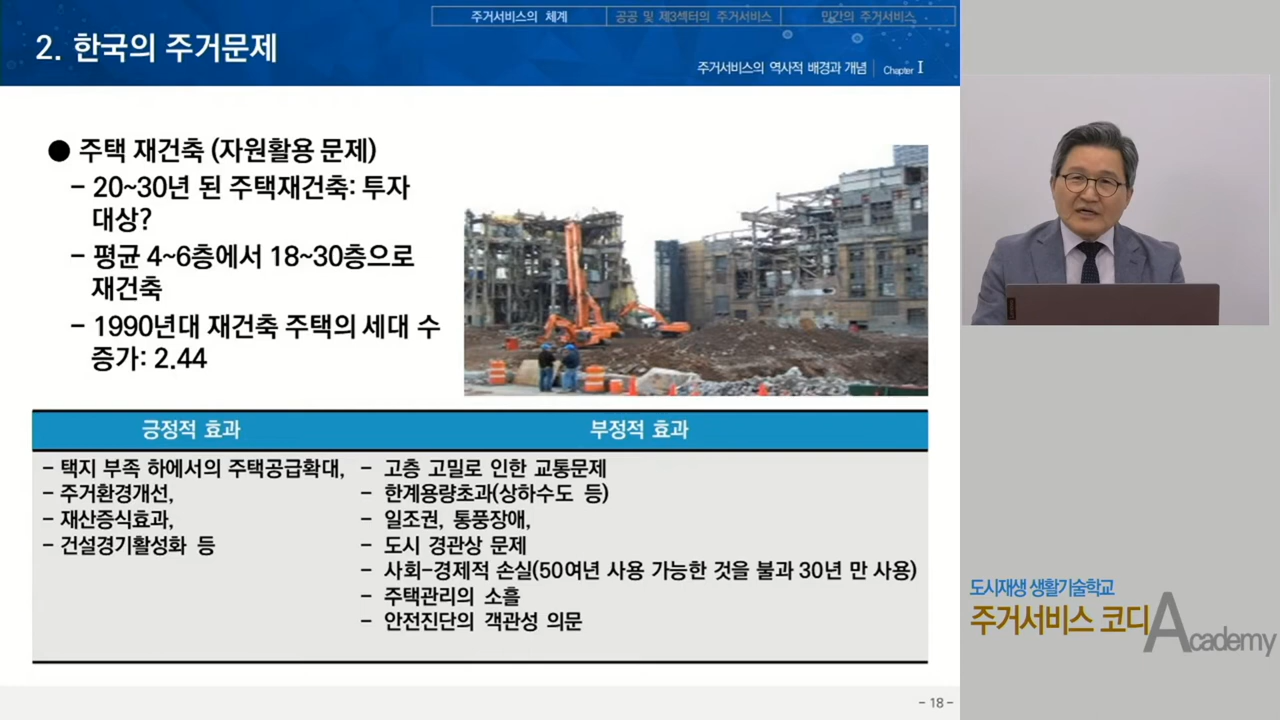 주거서비스의 체계
공공 및 제3섹터의 주거서비스
민간의 주거서비스
2. 한국의 주거문제
주거서비스의 역사적 배경과 개념
Chapter I
● 주택 재건축 (자원활용 문제)
– 20~30년 된 주택재건축: 투자
대상?
– 평균 4~6층에서 18~30층으로
재건축
– 1990년대 재건축 주택의 세대 수
증가: 2.44
긍정적 효과
– 택지 부족 하에서의 주택공급확대,
– 주거환경개선,
– 재산증식효과,
– 건설경기활성화 등
부정적 효과
– 고층 고밀로 인한 교통문제
– 한계용량초과(상하수도 등)
– 일조권, 통풍장애,
– 도시 경관상 문제
– 사회–경제적 손실(50여년 사용 가능한 것을 불과 30년 만 사용)
– 주택관리의 소홀
– 안전진단의 객관성 의문
- 18 -
도시재생 생활기술학교
주거서비스 코디
Academy